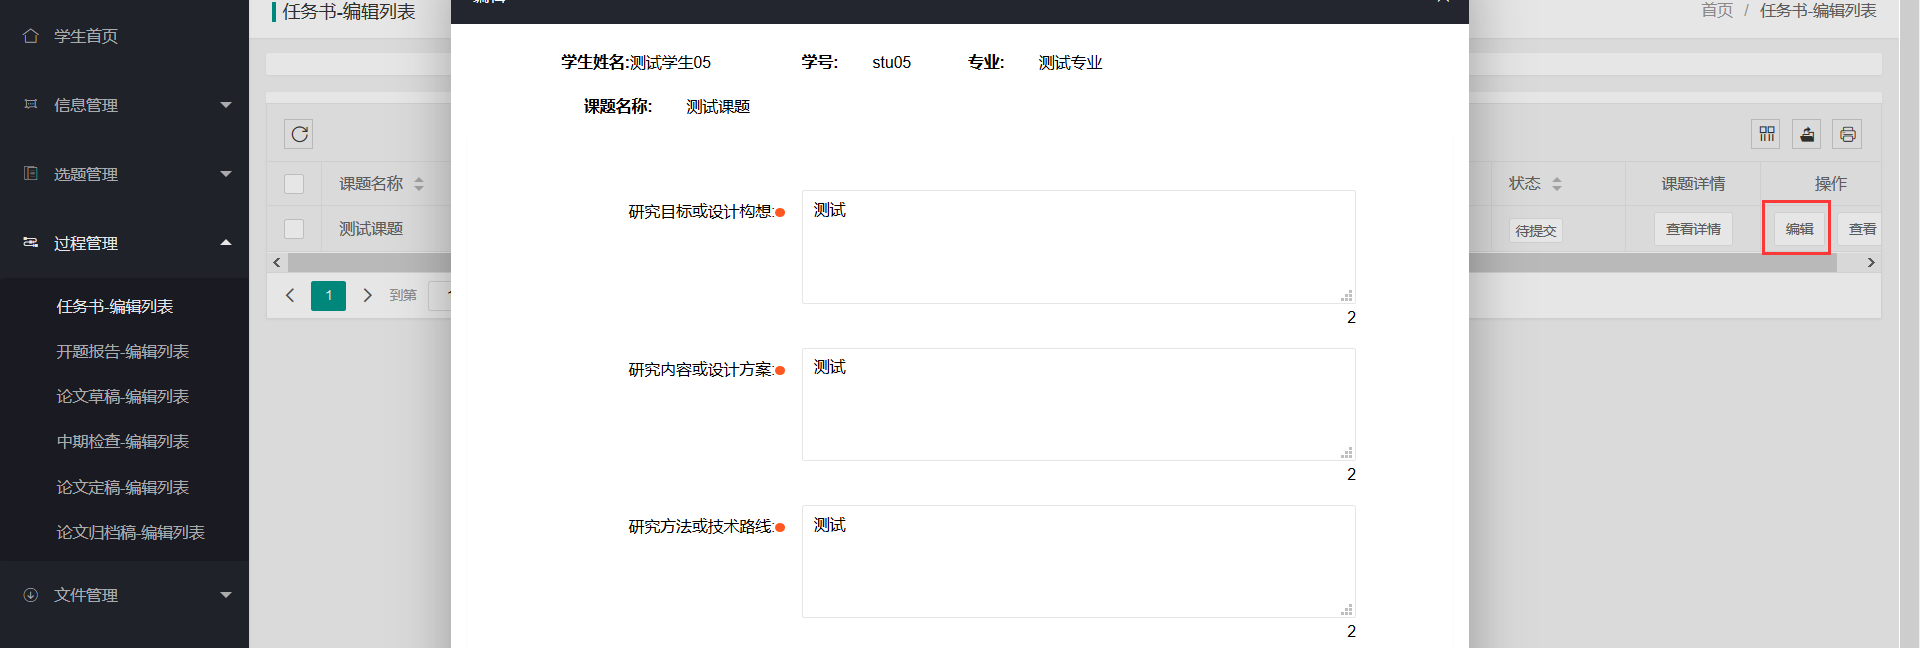 学生首页
信息管理
选题管理
过程管理
任务书-编辑列表
开题报告-编辑列表
论文草稿-编辑列表
中期检查-编辑列表
论文定稿-编辑列表
论文归档稿-编辑列表
文件管理
任务书-编辑列表
首页 / 任务书-编辑列表
课题名称
测试课题
1 到第
编辑
学生姓名:测试学生05 学号: stu05 专业: 测试专业
课题名称: 测试课题
研究目标或设计构想: 测试
2
研究内容或设计方案: 测试
2
研究方法或技术路线: 测试
2
状态 课题详情 操作
待提交 查看详情 编辑 查看